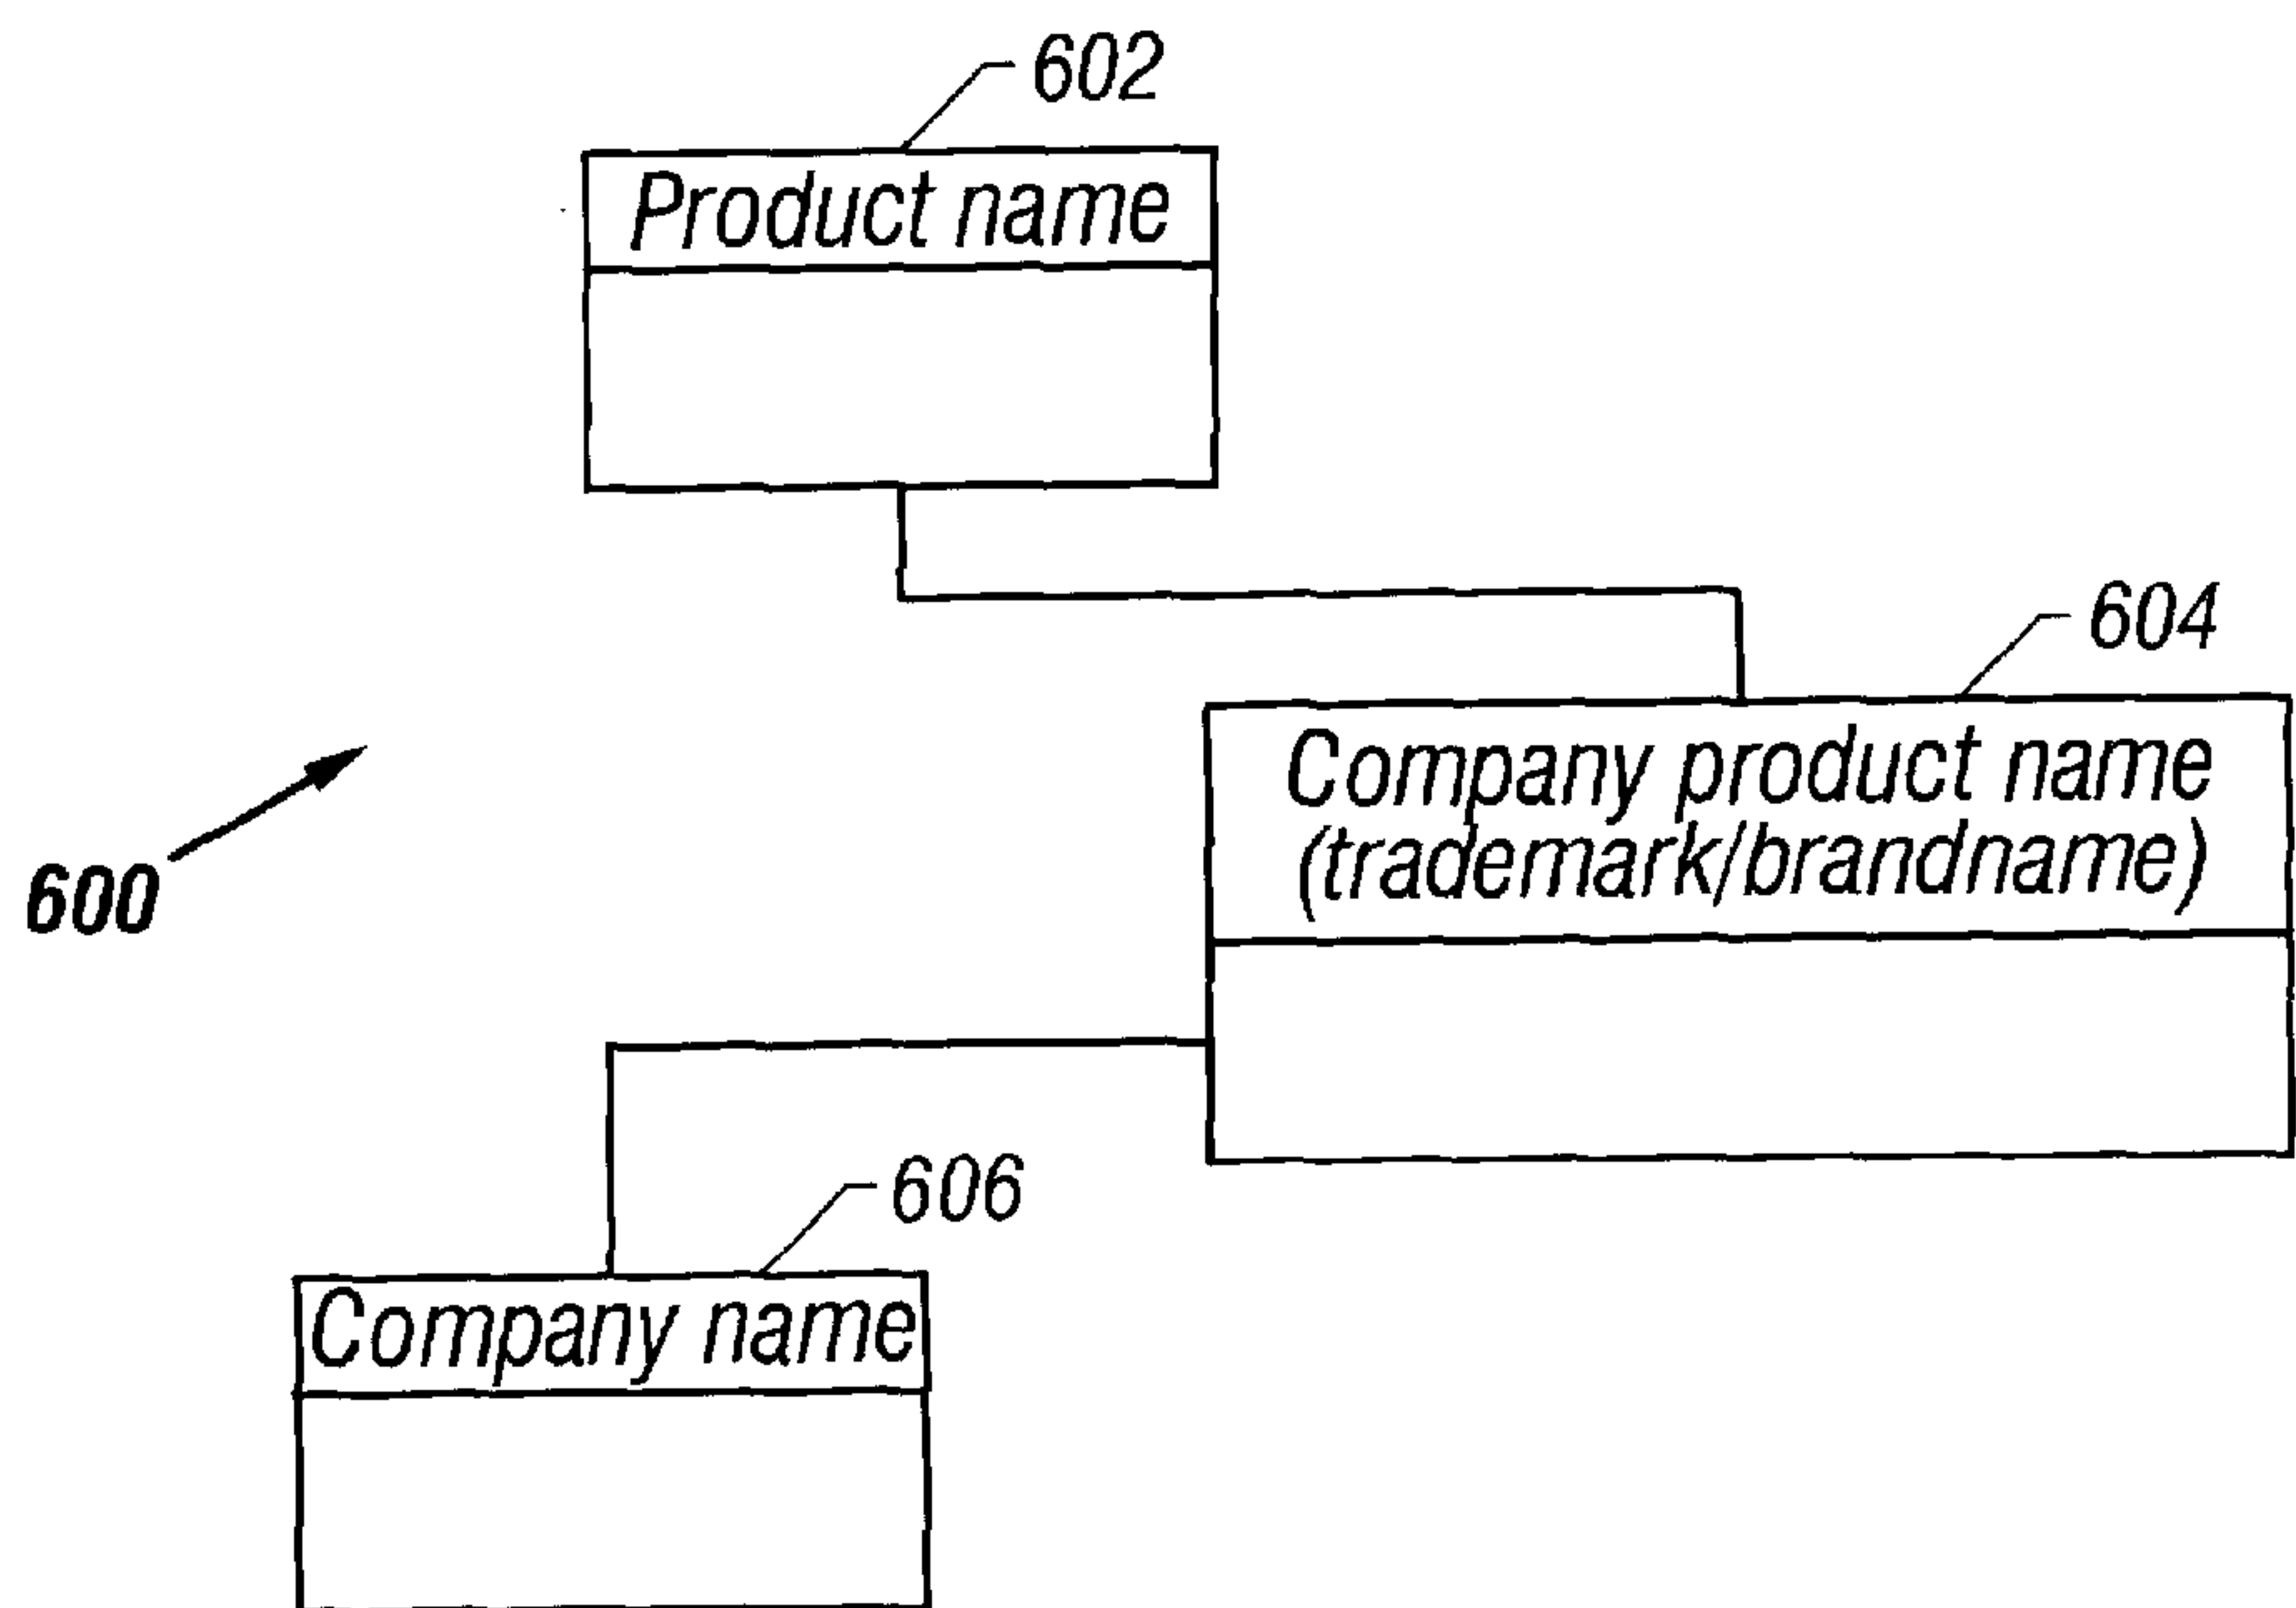 602
Product name
604
Company product name
(trademark/brandname)
600
606
Company name